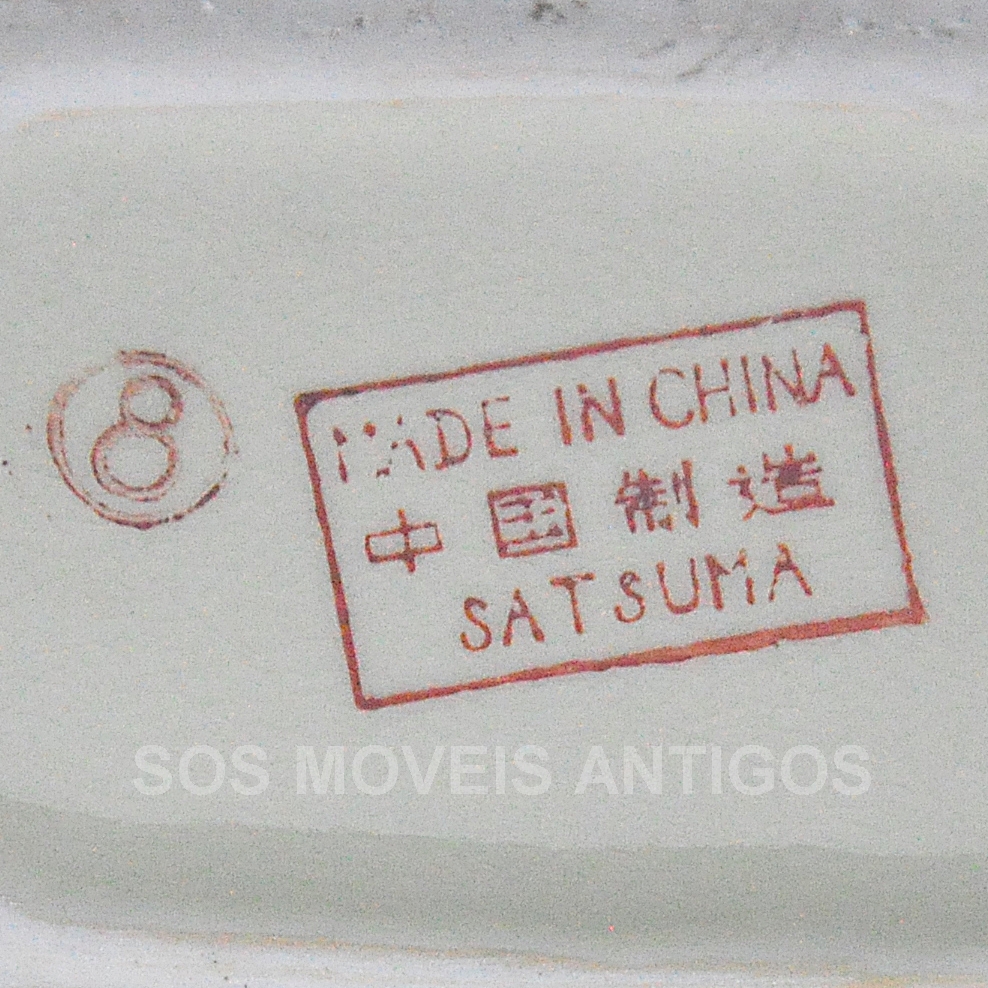 8
MADE IN CHINA
中国制造
SATSUMA
SOS MOVEIS ANTIGOS